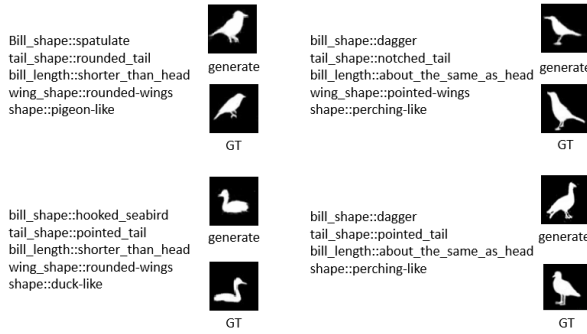 Bill_shape::spatulate
tail_shape::rounded_tail
bill_length::shorter_than_head
wing_shape::rounded-wings
shape::pigeon-like
generate
GT
bill_shape::dagger
tail_shape::notched_tail
bill_length::about_the_same_as_head
wing_shape::pointed-wings
shape::perching-like
generate
GT
bill_shape::hooked_seabird
tail_shape::pointed_tail
bill_length::shorter_than_head
wing_shape::rounded-wings
shape::duck-like
generate
GT
bill_shape::dagger
tail_shape::pointed_tail
bill_length::about_the_same_as_head
shape::perching-like
generate
GT